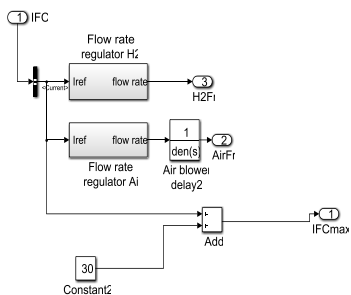 1
IFC
Flow rate
regulator H2
<Current>
Iref
flow rate
3
H2Fr
Iref
flow rate
1
den(s)
2
AirFr
Flow rate
regulator Ai
Air blower
delay2
+
+
1
IFCmax
Add
30
Constant2